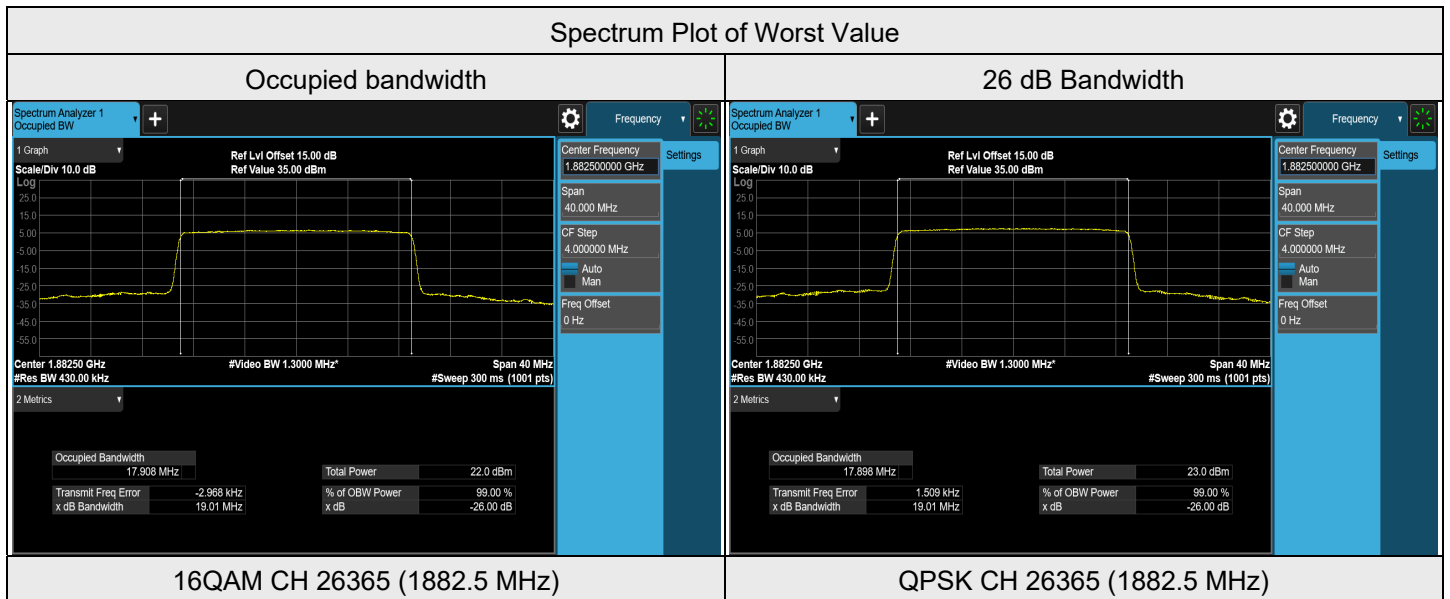 Spectrum Plot of Worst Value
Occupied bandwidth
26 dB Bandwidth
Spectrum Analyzer 1
Occupied BW
+
Frequency
1 Graph
Ref Lvl Offset 15.00 dB
Scale/Div 10.0 dB
Ref Value 35.00 dBm
Log
25.0
15.0
5.00
-5.00
-15.0
-25.0
-35.0
-45.0
-55.0
Center 1.88250 GHz
#Video BW 1.3000 MHz*
Span 40 MHz
#Res BW 430.00 kHz
#Sweep 300 ms (1001 pts)
Center Frequency
1.882500000 GHz
Settings
Span
40.000 MHz
CF Step
4.000000 MHz
Auto
Man
Freq Offset
0 Hz
2 Metrics
Occupied Bandwidth
17.908 MHz
Total Power 22.0 dBm
Transmit Freq Error -2.968 kHz
% of OBW Power 99.00 %
x dB Bandwidth 19.01 MHz
x dB -26.00 dB
Spectrum Analyzer 1
Occupied BW
+
Frequency
1 Graph
Ref Lvl Offset 15.00 dB
Scale/Div 10.0 dB
Ref Value 35.00 dBm
Log
25.0
15.0
5.00
-5.00
-15.0
-25.0
-35.0
-45.0
-55.0
Center 1.88250 GHz
#Video BW 1.3000 MHz*
Span 40 MHz
#Res BW 430.00 kHz
#Sweep 300 ms (1001 pts)
Center Frequency
1.882500000 GHz
Settings
Span
40.000 MHz
CF Step
4.000000 MHz
Auto
Man
Freq Offset
0 Hz
2 Metrics
Occupied Bandwidth
17.898 MHz
Total Power 23.0 dBm
Transmit Freq Error 1.509 kHz
% of OBW Power 99.00 %
x dB Bandwidth 19.01 MHz
x dB -26.00 dB
16QAM CH 26365 (1882.5 MHz)
QPSK CH 26365 (1882.5 MHz)